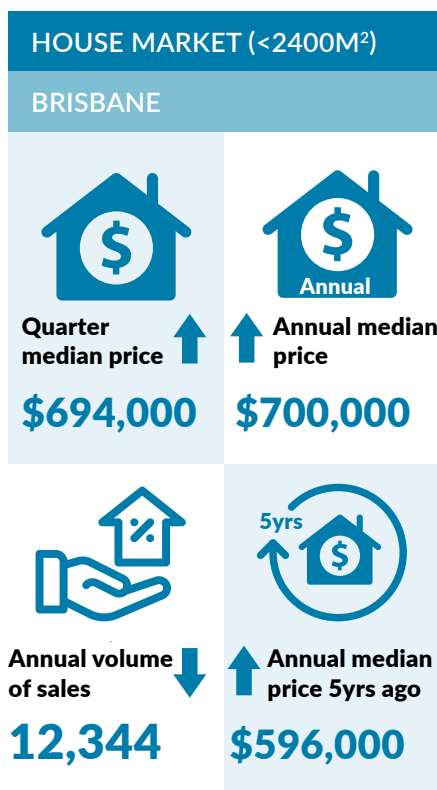 HOUSE MARKET (<2400M²)
BRISBANE
$
$
Annual
Quarter
median price
$694,000
Annual median
price
$700,000
%
Annual volume
of sales
12,344
5yrs
$
Annual median
price 5yrs ago
$596,000